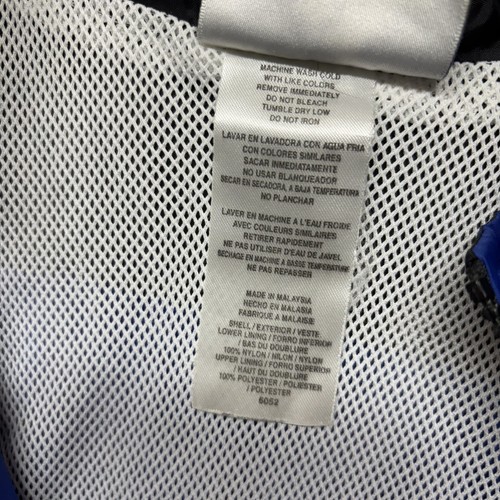 MACHINE WASH COLD
WITH LIKE COLORS
REMOVE IMMEDIATELY
DO NOT BLEACH
TUMBLE DRY LOW
DO NOT IRON
LAVAR EN LAVADORA CON AGUA FRIA
CON COLORES SIMILARES
SACAR INMEDIATAMENTE
NO USAR BLANQUEADOR
SECAR EN SECADORA, A BAJA TEMPERATURA
NO PLANCHAR
LAVER EN MACHINE A L'EAU FROIDE
AVEC COULEURS SIMILAIRES
RETIRER RAPIDEMENT
NE PAS UTILISER D'EAU DE JAVEL
SECHAGE EN MACHINE A BASSE TEMPERATURE
NE PAS REPASSER
MADE IN MALAYSIA
HECHO EN MALASIA
FABRIQUE A MALAISIE
SHELL / EXTERIOR / VESTE
LOWER LINING / FORRO INFERIOR
/ BAS DU DOUBLURE
100% NYLON / NILON / NYLON
UPPER LINING / FORRO SUPERIOR
/ HAUT DU DOUBLURE
100% POLYESTER / POLIESTER
/ POLYESTER
6052